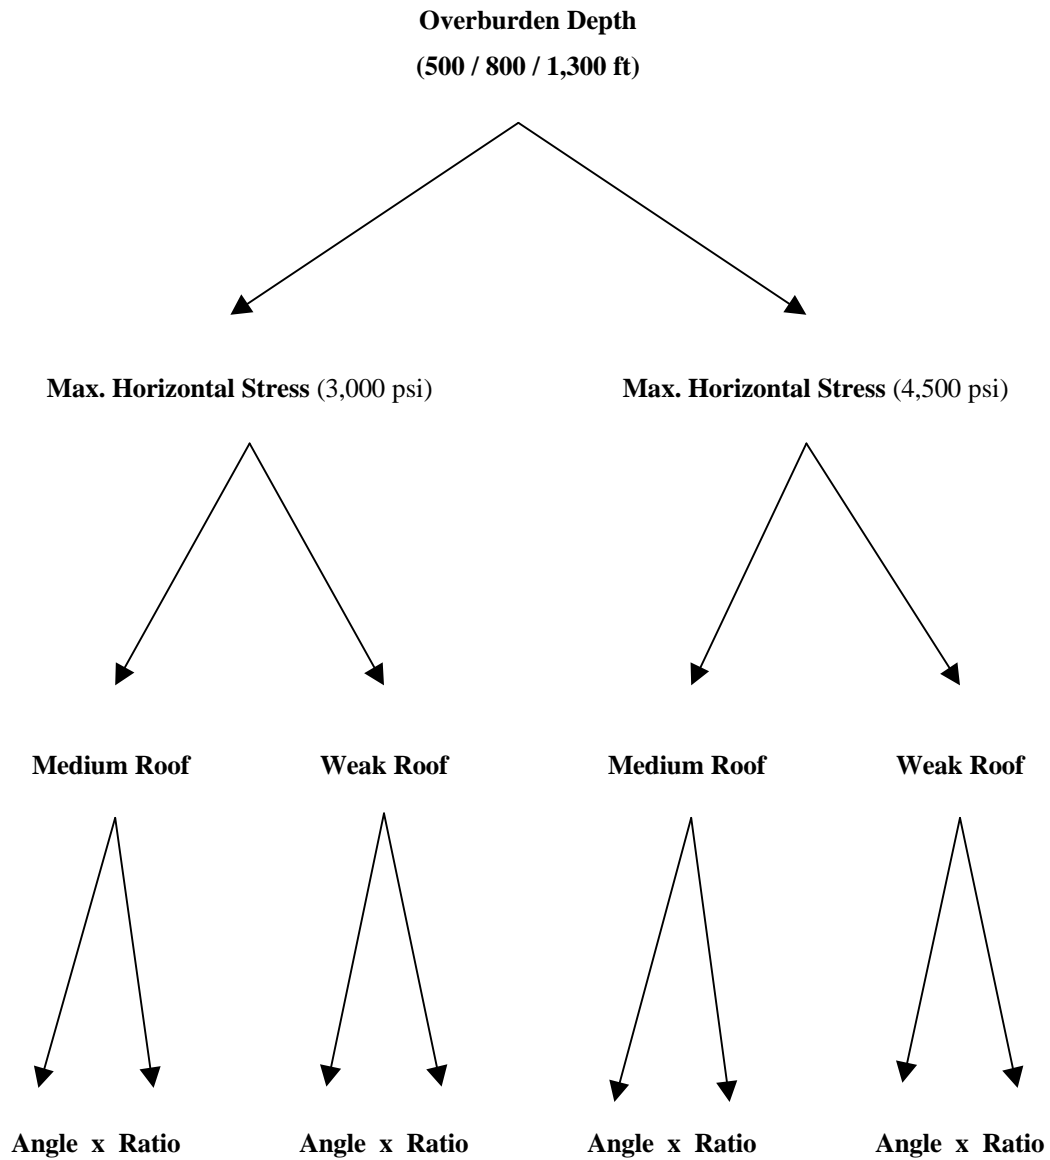 Overburden Depth
(500 / 800 / 1,300 ft)
Max. Horizontal Stress (3,000 psi) Max. Horizontal Stress (4,500 psi)
Medium Roof Weak Roof Medium Roof Weak Roof
Angle x Ratio Angle x Ratio Angle x Ratio Angle x Ratio